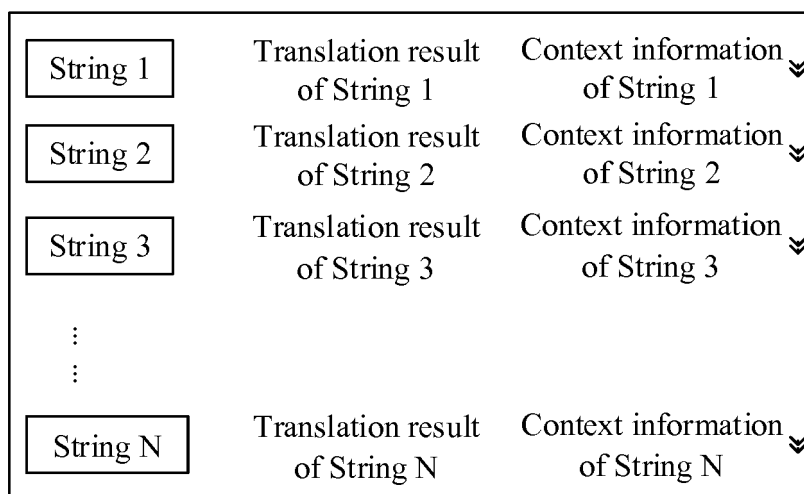 String 1
Translation result
of String 1
Context information
of String 1
String 2
Translation result
of String 2
Context information
of String 2
String 3
Translation result
of String 3
Context information
of String 3
⋮
⋮
String N
Translation result
of String N
Context information
of String N